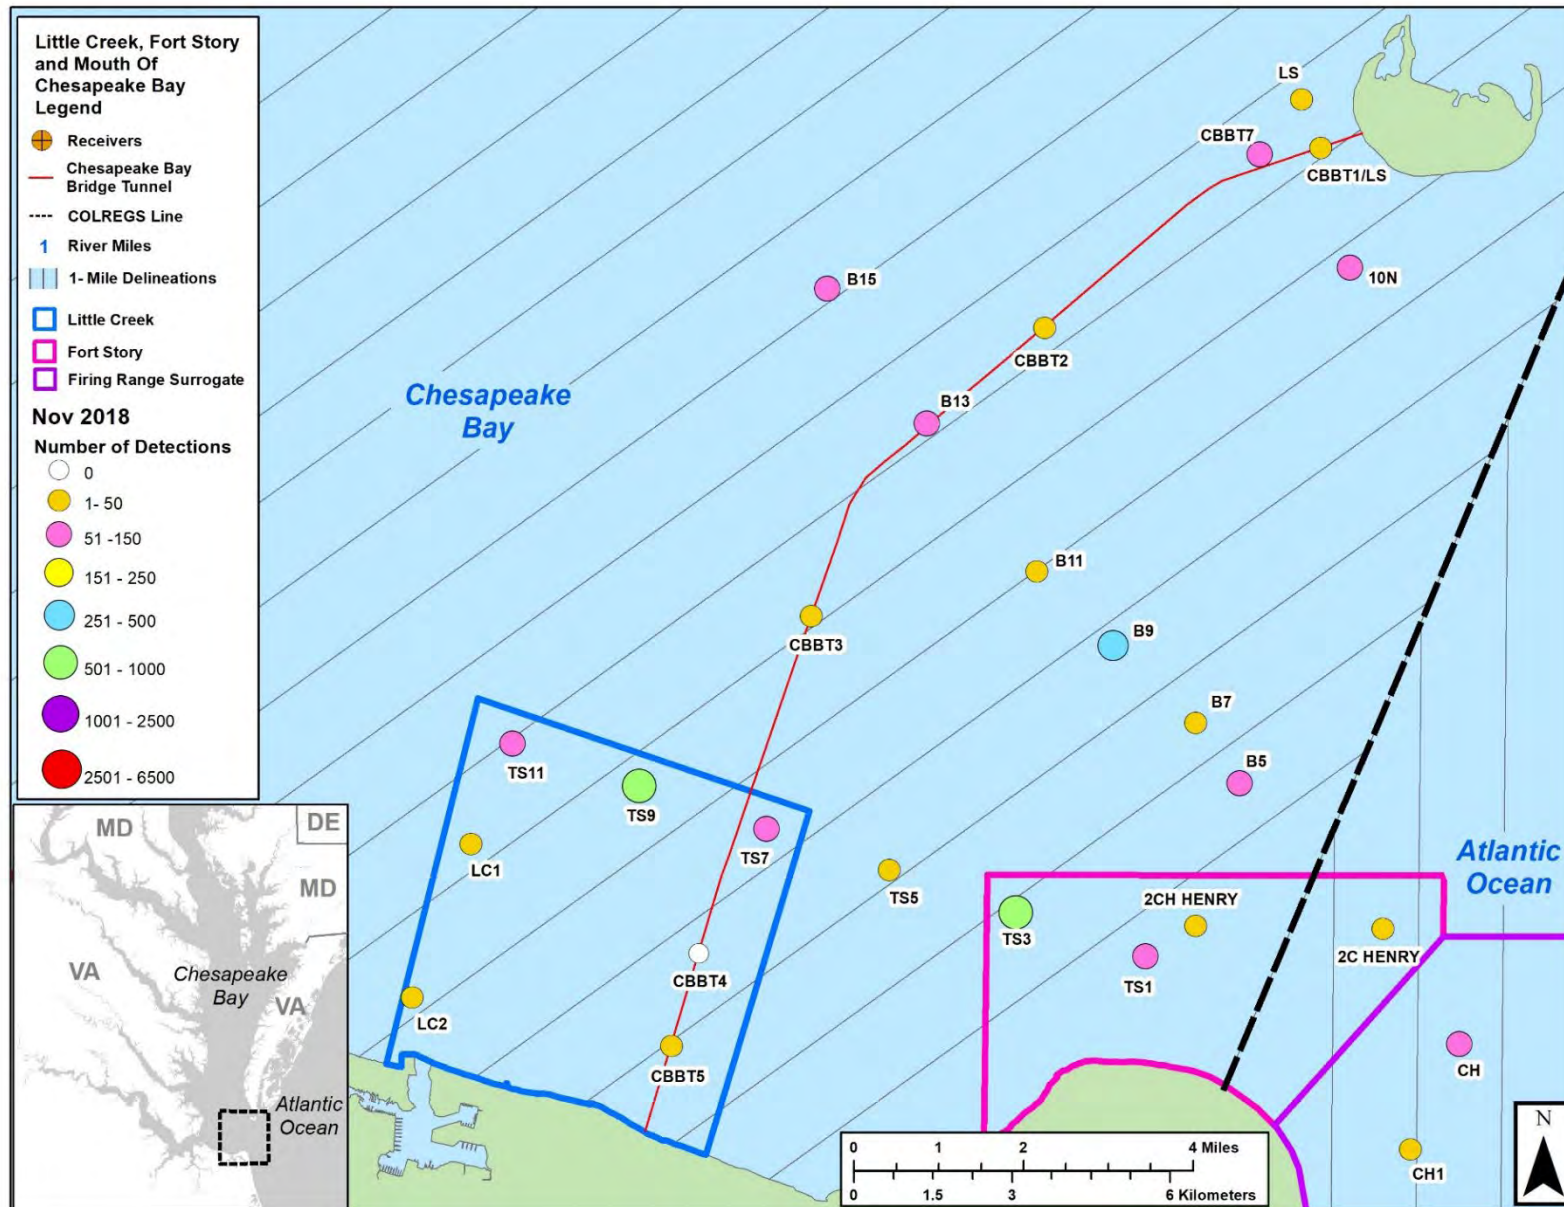 Little Creek, Fort Story
and Mouth Of
Chesapeake Bay
Legend
Receivers
Chesapeake Bay
Bridge Tunnel
COLREGS Line
1 River Miles
1- Mile Delineations
Little Creek
Fort Story
Firing Range Surrogate
Nov 2018
Number of Detections
0
1- 50
51 -150
151 - 250
251 - 500
501 - 1000
1001 - 2500
2501 - 6500
MD
DE
MD
VA
Chesapeake
Bay
VA
Atlantic
Ocean
LS
CBBT7
CBBT1/LS
10N
B15
CBBT2
Chesapeake
Bay
B13
B11
CBBT3
B9
B7
B5
TS11
TS9
TS7
LC1
TS5
Atlantic
Ocean
2CH HENRY
TS3
2C HENRY
TS1
CBBT4
LC2
CH
CBBT5
CH1
0 1 2 4 Miles
0 1.5 3 6 Kilometers
N